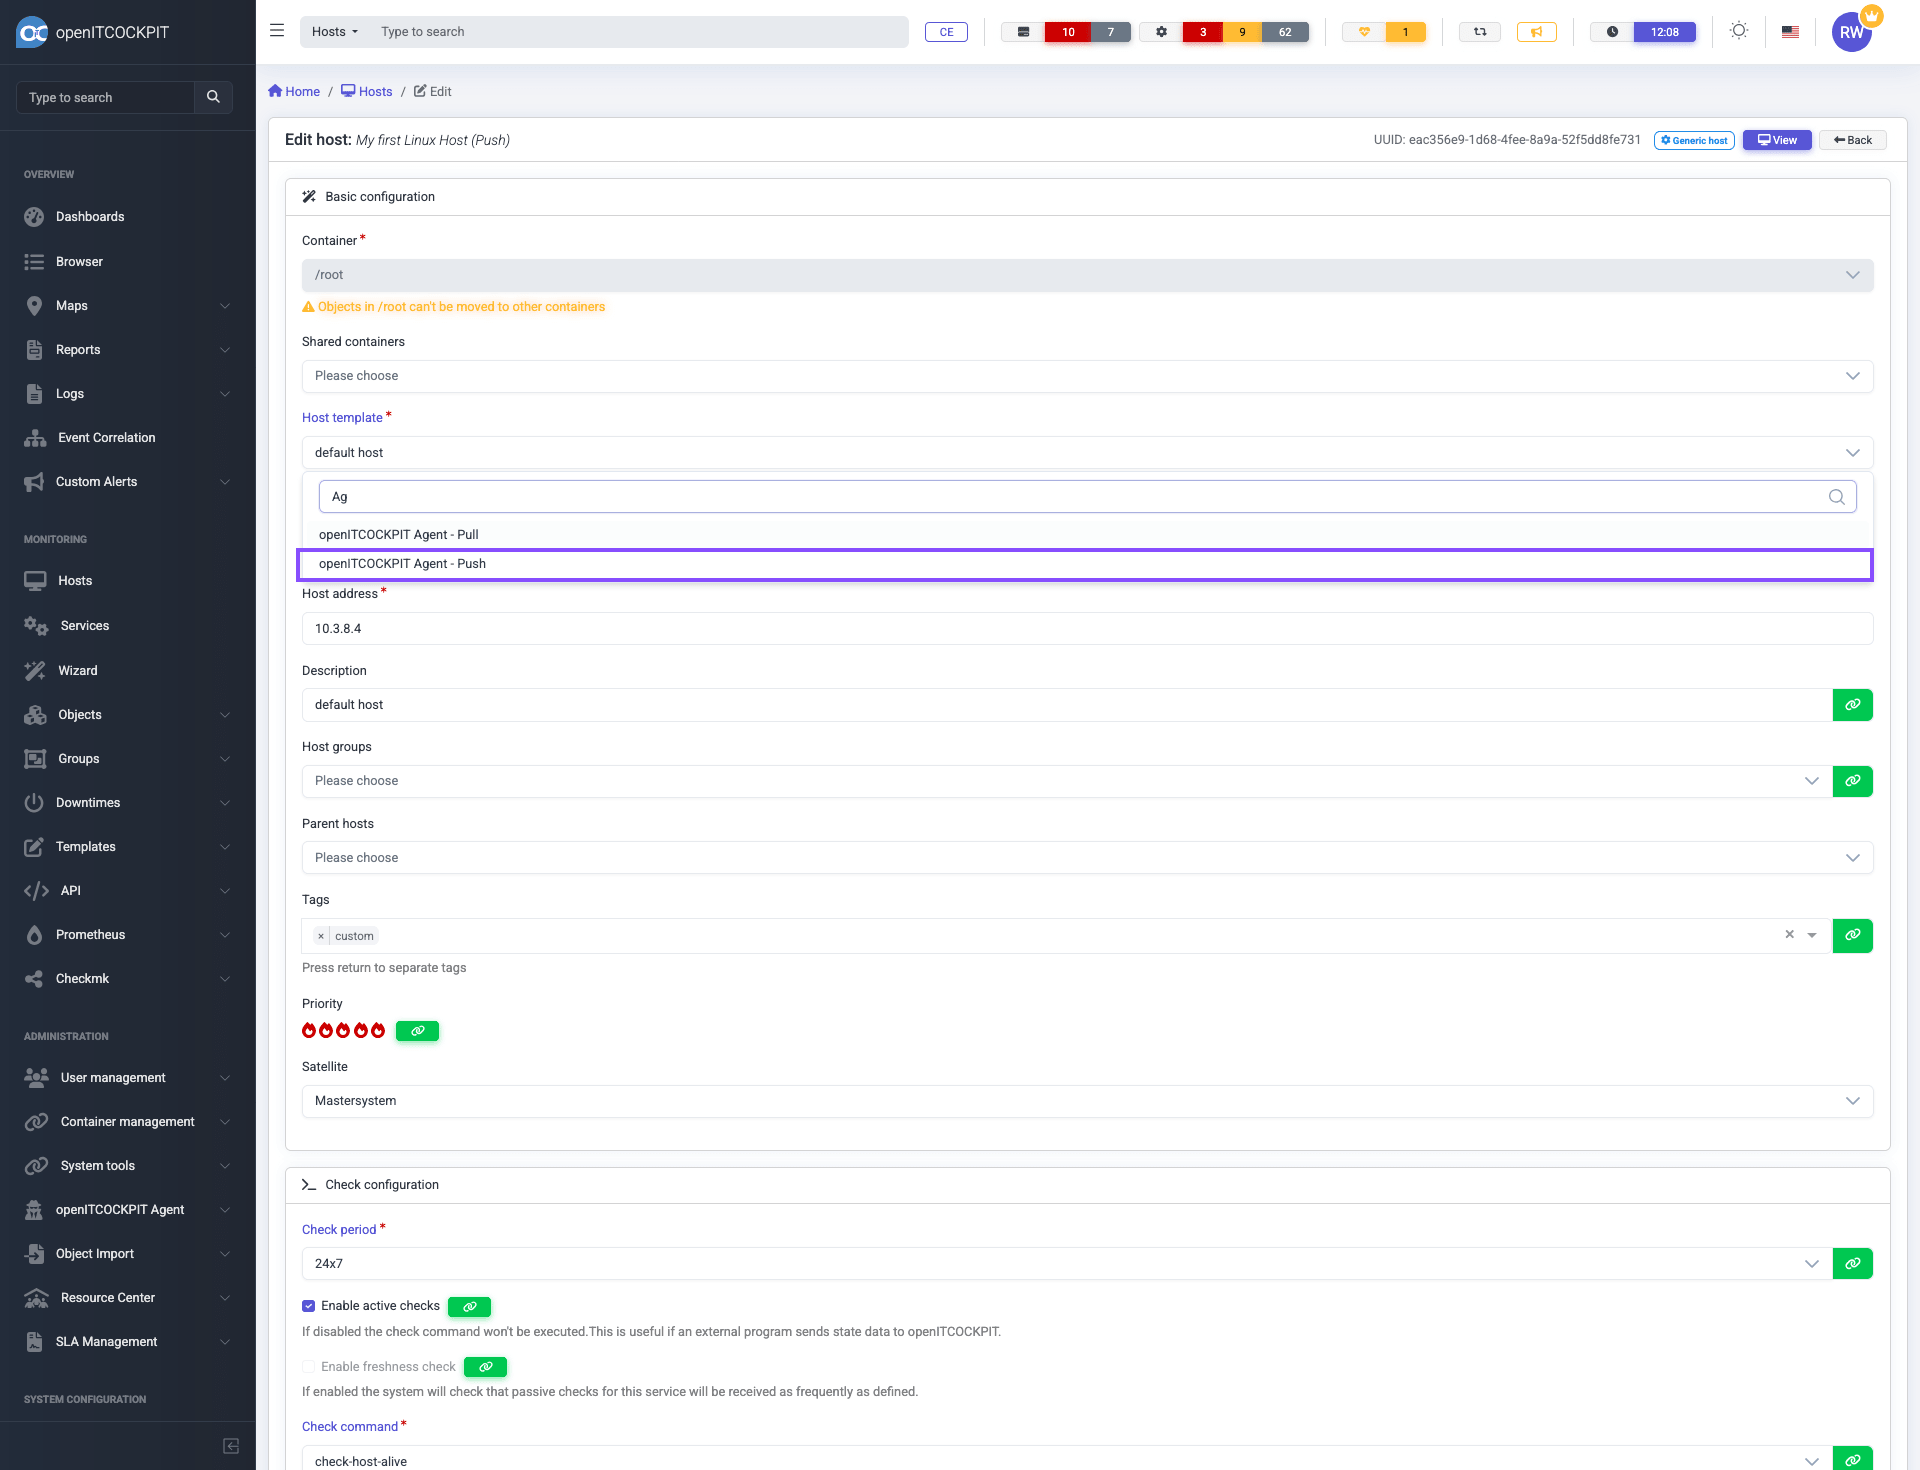 openITCOCKPIT
Hosts
Type to search
CE
10
7
3
9
62
1
12:08
RW
Type to search
Home / Hosts / Edit
Edit host: My first Linux Host (Push)
UUID: eac356e9-1d68-4fee-8a9a-52f5dd8fe731
Generic host
View
Back
OVERVIEW
Dashboards
Browser
Maps
Reports
Logs
Event Correlation
Custom Alerts
MONITORING
Hosts
Services
Wizard
Objects
Groups
Downtimes
Templates
API
Prometheus
Checkmk
ADMINISTRATION
User management
Container management
System tools
openITCOCKPIT Agent
Object Import
Resource Center
SLA Management
SYSTEM CONFIGURATION
Basic configuration
Container *
/root
Objects in /root can't be moved to other containers
Shared containers
Please choose
Host template *
default host
Ag
openITCOCKPIT Agent - Pull
openITCOCKPIT Agent - Push
Host address *
10.3.8.4
Description
default host
Host groups
Please choose
Parent hosts
Please choose
Tags
× custom
Press return to separate tags
Priority
Satellite
Mastersystem
Check configuration
Check period *
24x7
Enable active checks
If disabled the check command won't be executed.This is useful if an external program sends state data to openITCOCKPIT.
Enable freshness check
If enabled the system will check that passive checks for this service will be received as frequently as defined.
Check command *
check-host-alive